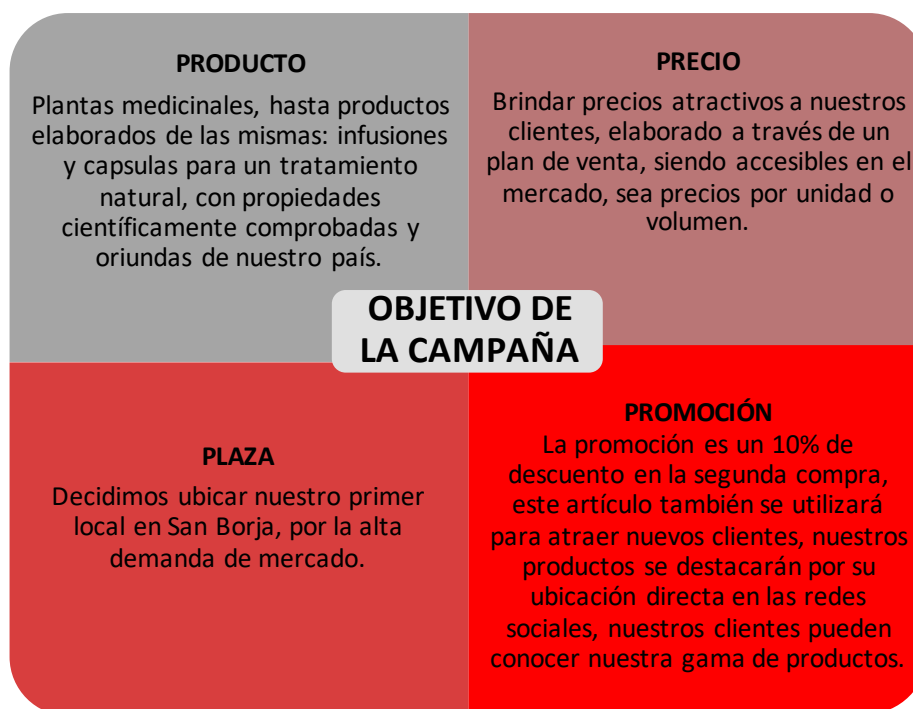 PRODUCTO
Plantas medicinales, hasta productos
elaborados de las mismas: infusiones
y capsulas para un tratamiento
natural, con propiedades
científicamente comprobadas y
oriundas de nuestro país.
PRECIO
Brindar precios atractivos a nuestros
clientes, elaborado a través de un
plan de venta, siendo accesibles en el
mercado, sea precios por unidad o
volumen.
OBJETIVO DE
LA CAMPAÑA
PLAZA
Decidimos ubicar nuestro primer
local en San Borja, por la alta
demanda de mercado.
PROMOCIÓN
La promoción es un 10% de
descuento en la segunda compra,
este artículo también se utilizará
para atraer nuevos clientes, nuestros
productos se destacarán por su
ubicación directa en las redes
sociales, nuestros clientes pueden
conocer nuestra gama de productos.